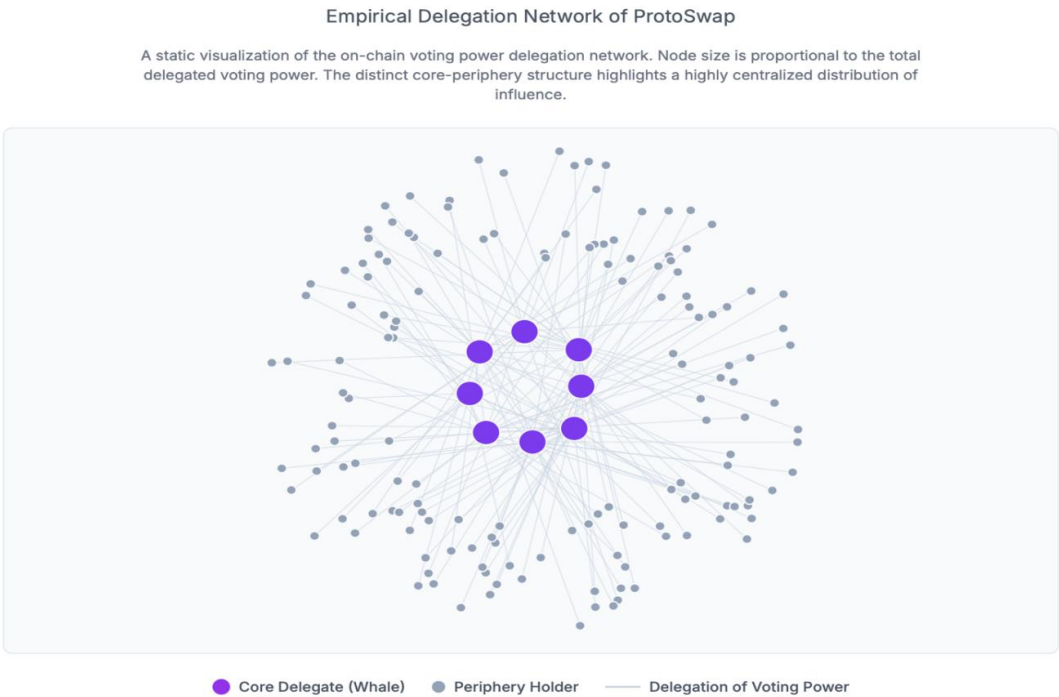 Empirical Delegation Network of ProtoSwap
A static visualization of the on-chain voting power delegation network. Node size is proportional to the total
delegated voting power. The distinct core-periphery structure highlights a highly centralized distribution of
influence.
Core Delegate (Whale) Periphery Holder Delegation of Voting Power